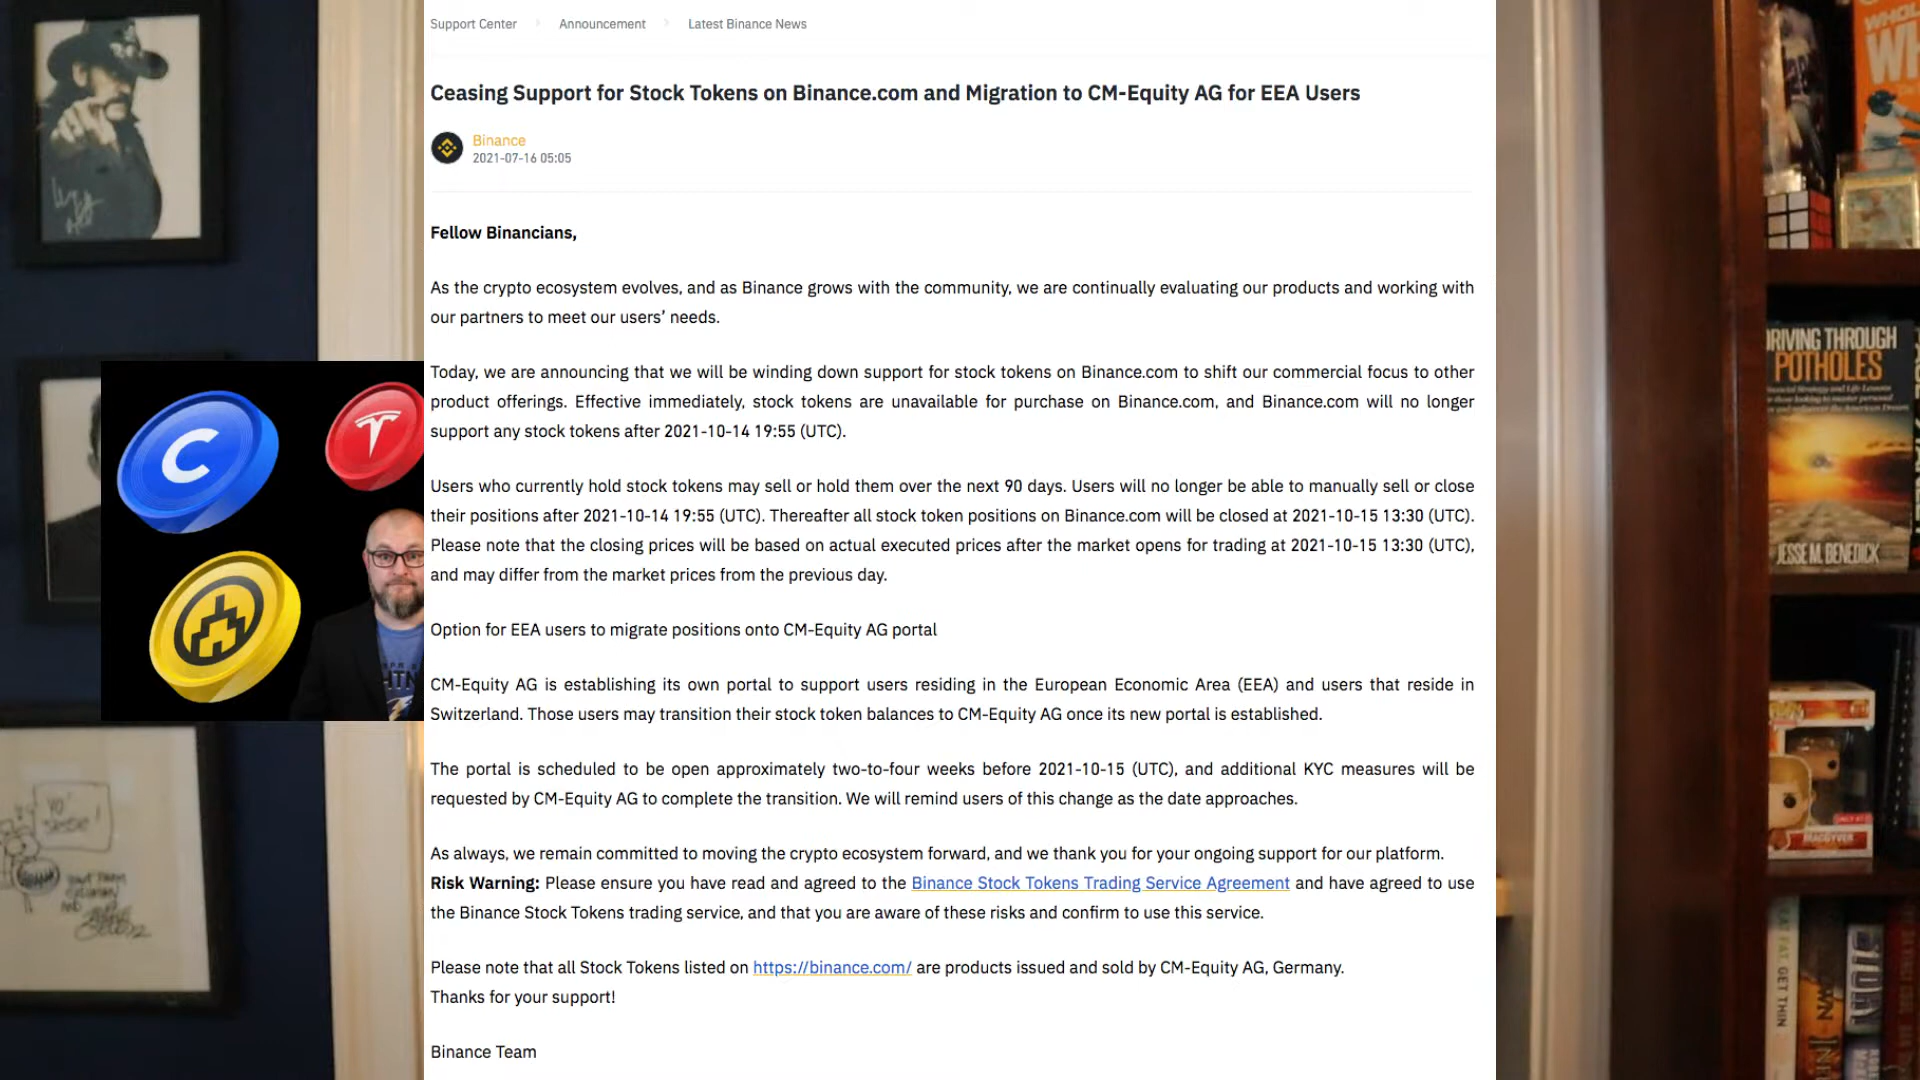 Support Center
Announcement
Latest Binance News
Ceasing Support for Stock Tokens on Binance.com and Migration to CM-Equity AG for EEA Users
Binance
2021-07-16 05:05
Fellow Binancians,
As the crypto ecosystem evolves, and as Binance grows with the community, we are continually evaluating our products and working with
our partners to meet our users’ needs.
Today, we are announcing that we will be winding down support for stock tokens on Binance.com to shift our commercial focus to other
product offerings. Effective immediately, stock tokens are unavailable for purchase on Binance.com, and Binance.com will no longer
support any stock tokens after 2021-10-14 19:55 (UTC).
Users who currently hold stock tokens may sell or hold them over the next 90 days. Users will no longer be able to manually sell or close
their positions after 2021-10-14 19:55 (UTC). Thereafter all stock token positions on Binance.com will be closed at 2021-10-15 13:30 (UTC).
Please note that the closing prices will be based on actual executed prices after the market opens for trading at 2021-10-15 13:30 (UTC),
and may differ from the market prices from the previous day.
Option for EEA users to migrate positions onto CM-Equity AG portal
CM-Equity AG is establishing its own portal to support users residing in the European Economic Area (EEA) and users that reside in
Switzerland. Those users may transition their stock token balances to CM-Equity AG once its new portal is established.
The portal is scheduled to be open approximately two-to-four weeks before 2021-10-15 (UTC), and additional KYC measures will be
requested by CM-Equity AG to complete the transition. We will remind users of this change as the date approaches.
As always, we remain committed to moving the crypto ecosystem forward, and we thank you for your ongoing support for our platform.
Risk Warning: Please ensure you have read and agreed to the Binance Stock Tokens Trading Service Agreement and have agreed to use
the Binance Stock Tokens trading service, and that you are aware of these risks and confirm to use this service.
Please note that all Stock Tokens listed on https://binance.com/ are products issued and sold by CM-Equity AG, Germany.
Thanks for your support!
Binance Team
C
HTN
YO'
DRIVING THROUGH
POTHOLES
JESSE M. BENEDICK
MACGYVER
GET THIN